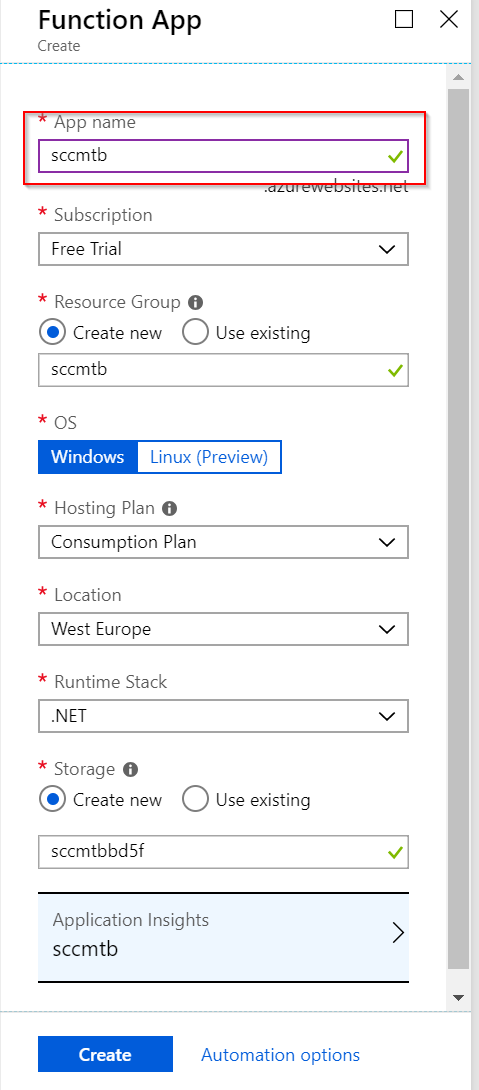 Function App
Create
* App name
sccmtb
.azurewebsites.net
* Subscription
Free Trial
* Resource Group
Create new Use existing
sccmtb
* OS
Windows Linux (Preview)
* Hosting Plan
Consumption Plan
* Location
West Europe
* Runtime Stack
.NET
* Storage
Create new Use existing
sccmtbbd5f
Application Insights
sccmtb
Create Automation options